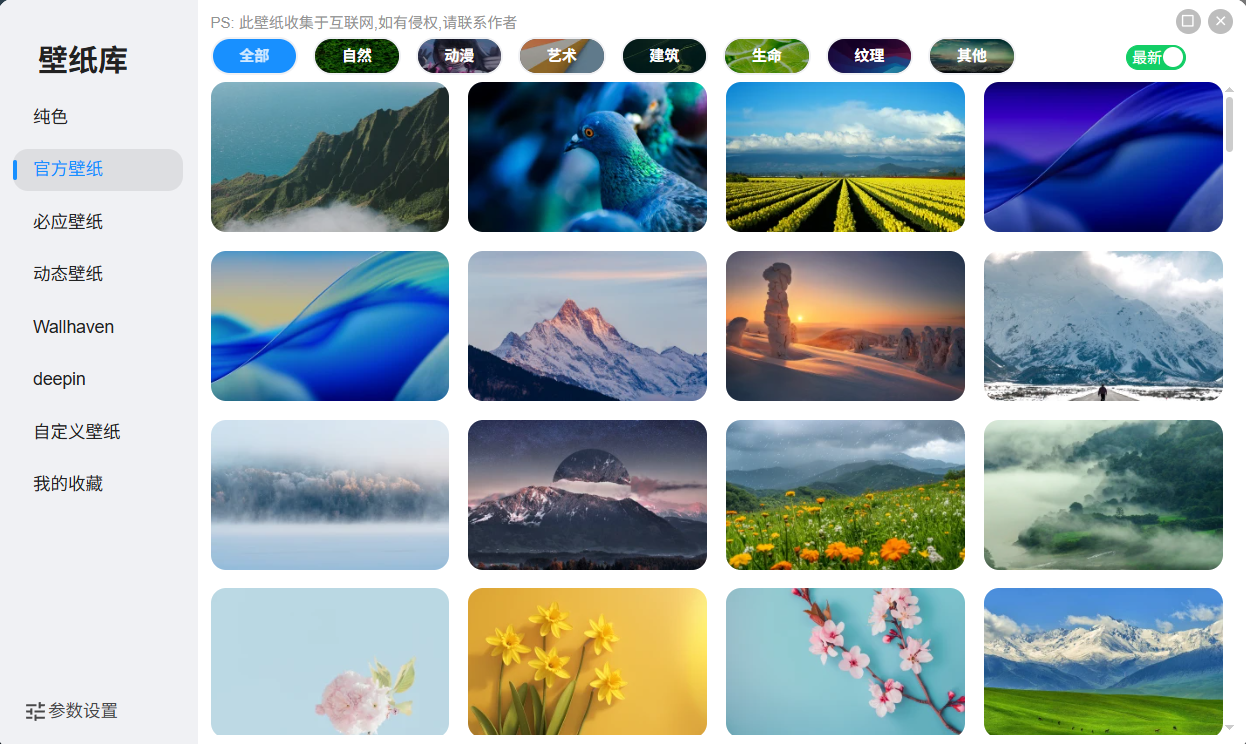 PS: 此壁纸收集于互联网,如有侵权,请联系作者
壁纸库
全部 自然 动漫 艺术 建筑 生命 纹理 其他 最新
纯色
官方壁纸
必应壁纸
动态壁纸
Wallhaven
deepin
自定义壁纸
我的收藏
参数设置